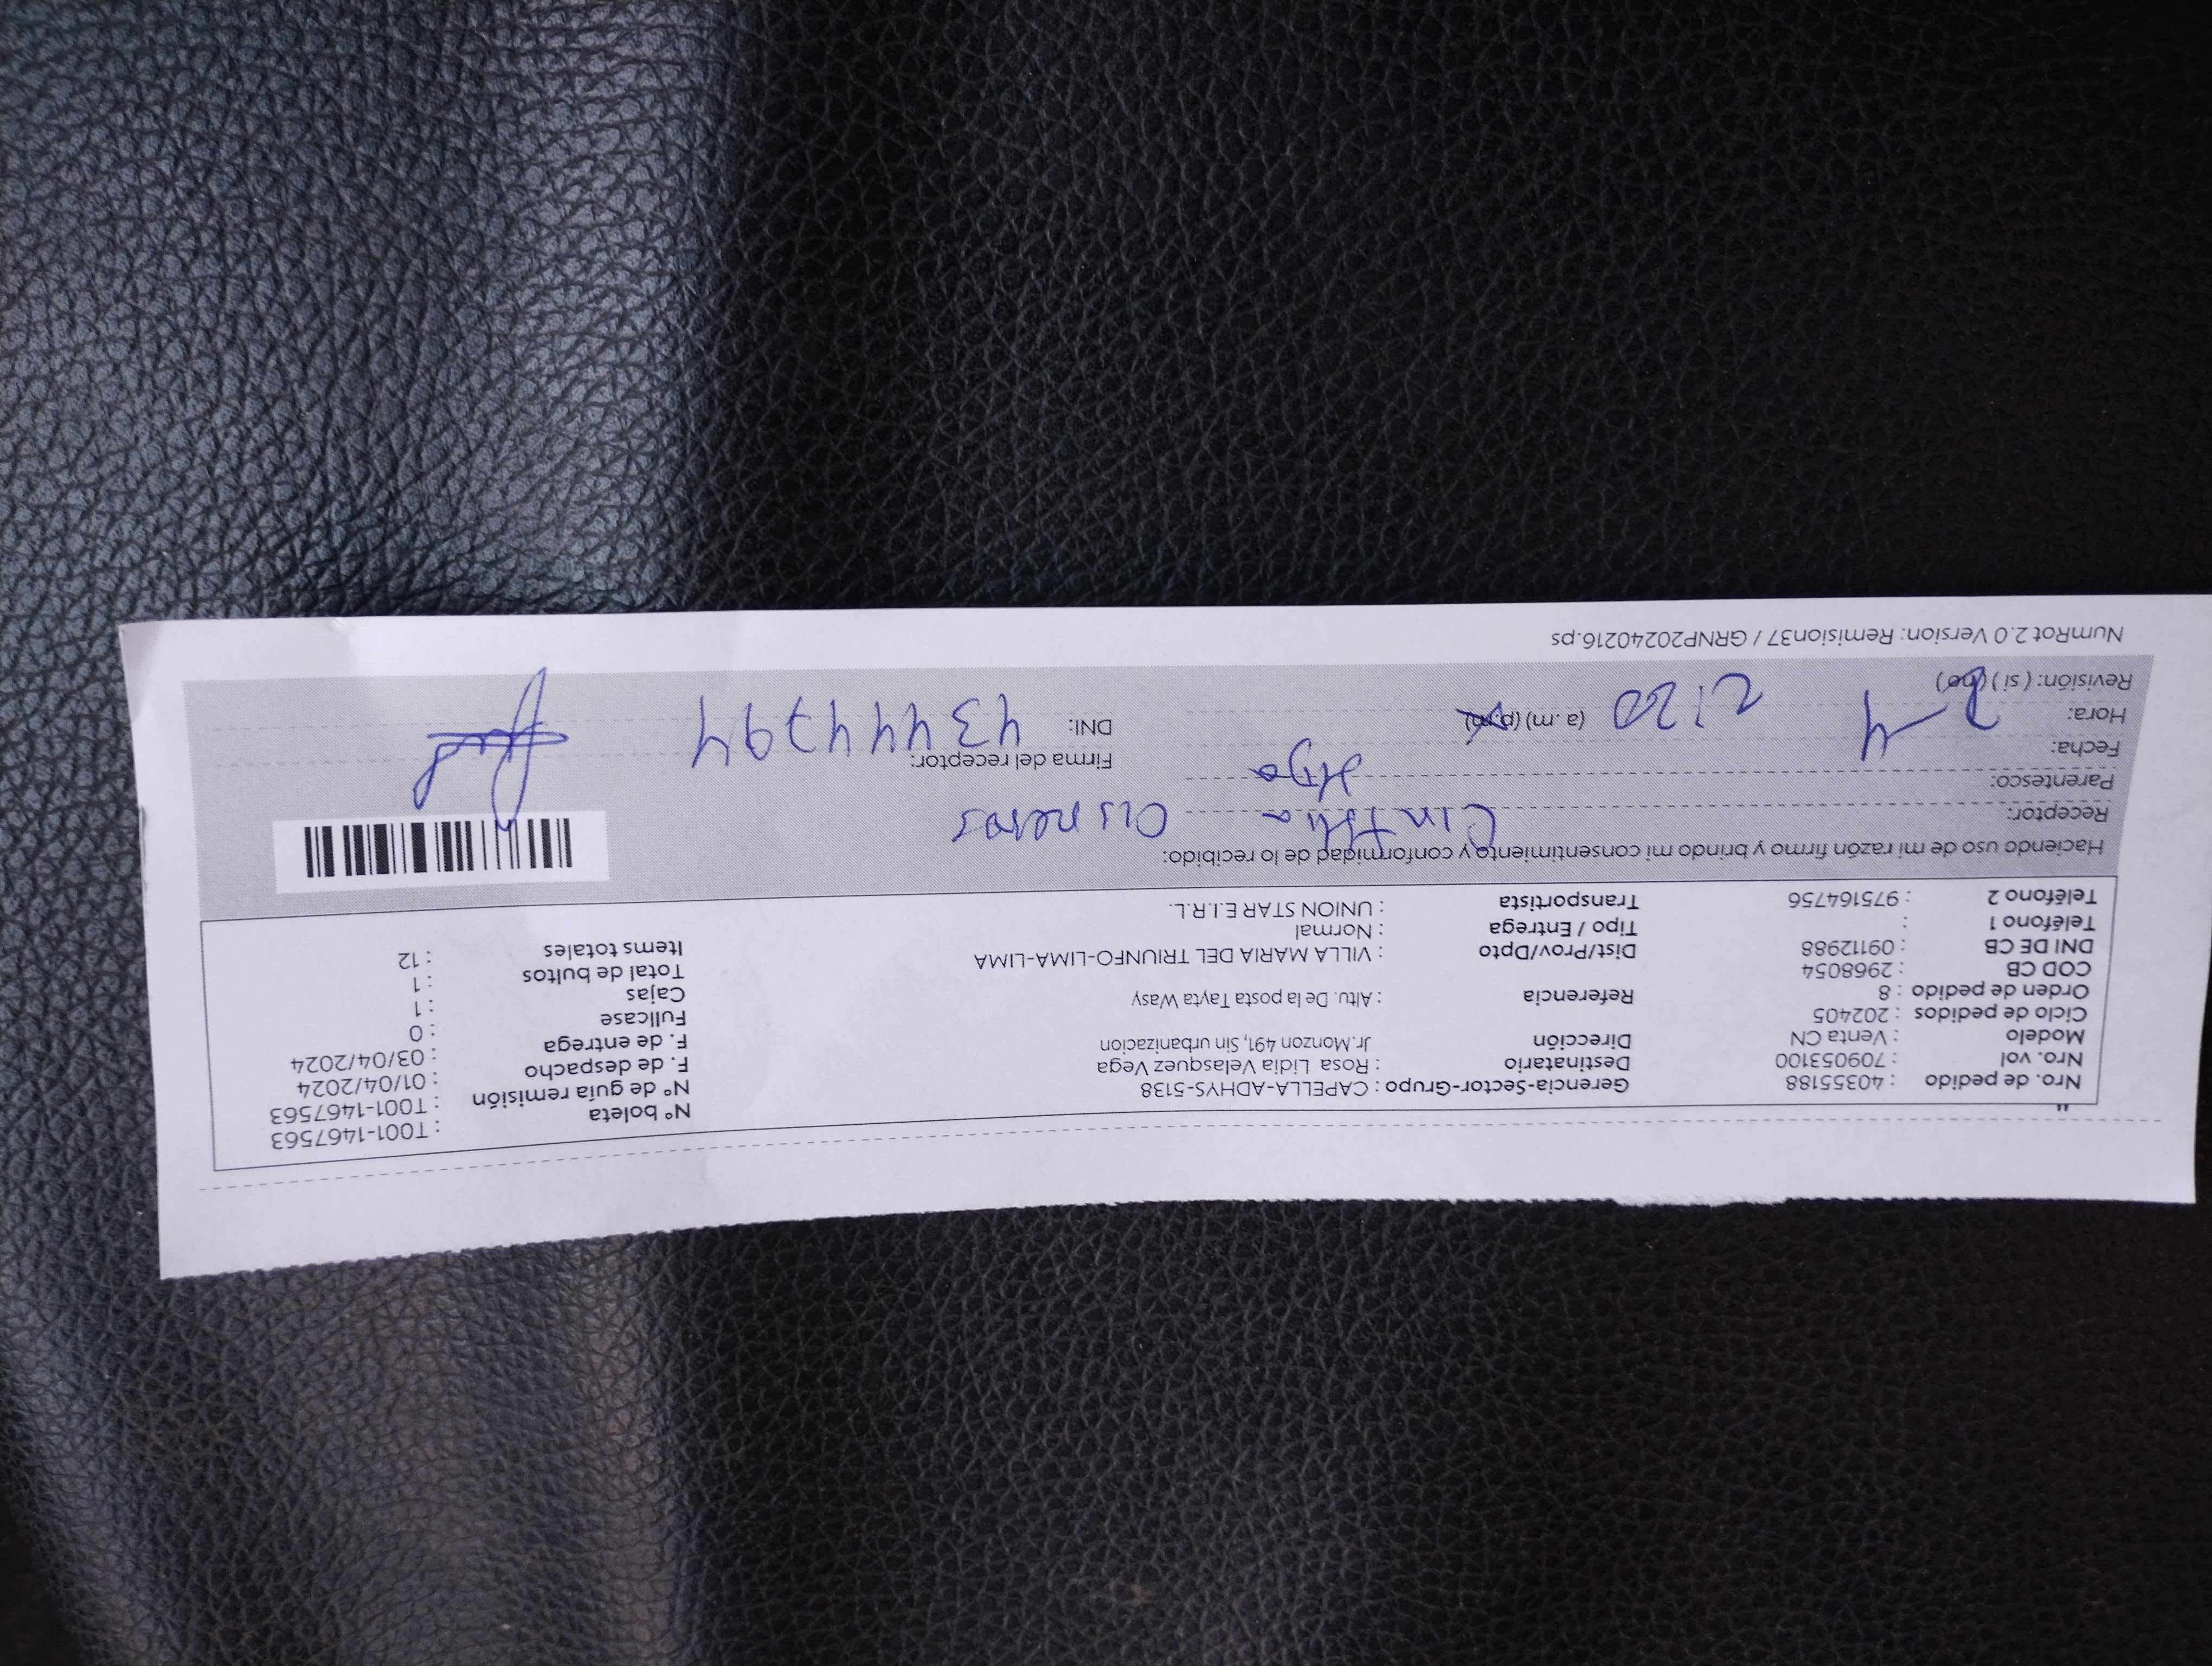 Nro. de pedido : 40355188 Gerencia-Sector-Grupo : CAPELLA-ADHYS-5138 N° boleta : T001-1467563
Nro. vol : 709053100 Destinatario : Rosa Lidia Velasquez Vega N° de guía remisión : T001-1467563
Modelo : Venta CN Dirección Jr.Monzon 491, Sin urbanizacion F. de despacho : 01/04/2024
Ciclo de pedidos : 202405 F. de entrega : 03/04/2024
Orden de pedido : 8 Referencia : Altu. De la posta Tayta Wasy Fullcase : 0
COD CB : 2968054 Cajas : 1
DNI DE CB : 09112988 Dist/Prov/Dpto : VILLA MARIA DEL TRIUNFO-LIMA-LIMA Total de bultos : 1
Teléfono 1 : Tipo / Entrega : Normal Items totales : 12
Teléfono 2 : 975164756 Transportista : UNION STAR E.I.R.L.
Haciendo uso de mi razón firmo y brindo mi consentimiento y conformidad de lo recibido:
Receptor: Cinthia Cisneros
Parentesco: Hija
Fecha: 2-4 Firma del receptor:
Hora: 2:20 (a. m) (p.m) DNI: 43444794
Revisión: ( si ) ( no )
NumRot 2.0 Version: Remision37 / GRNP20240216.ps